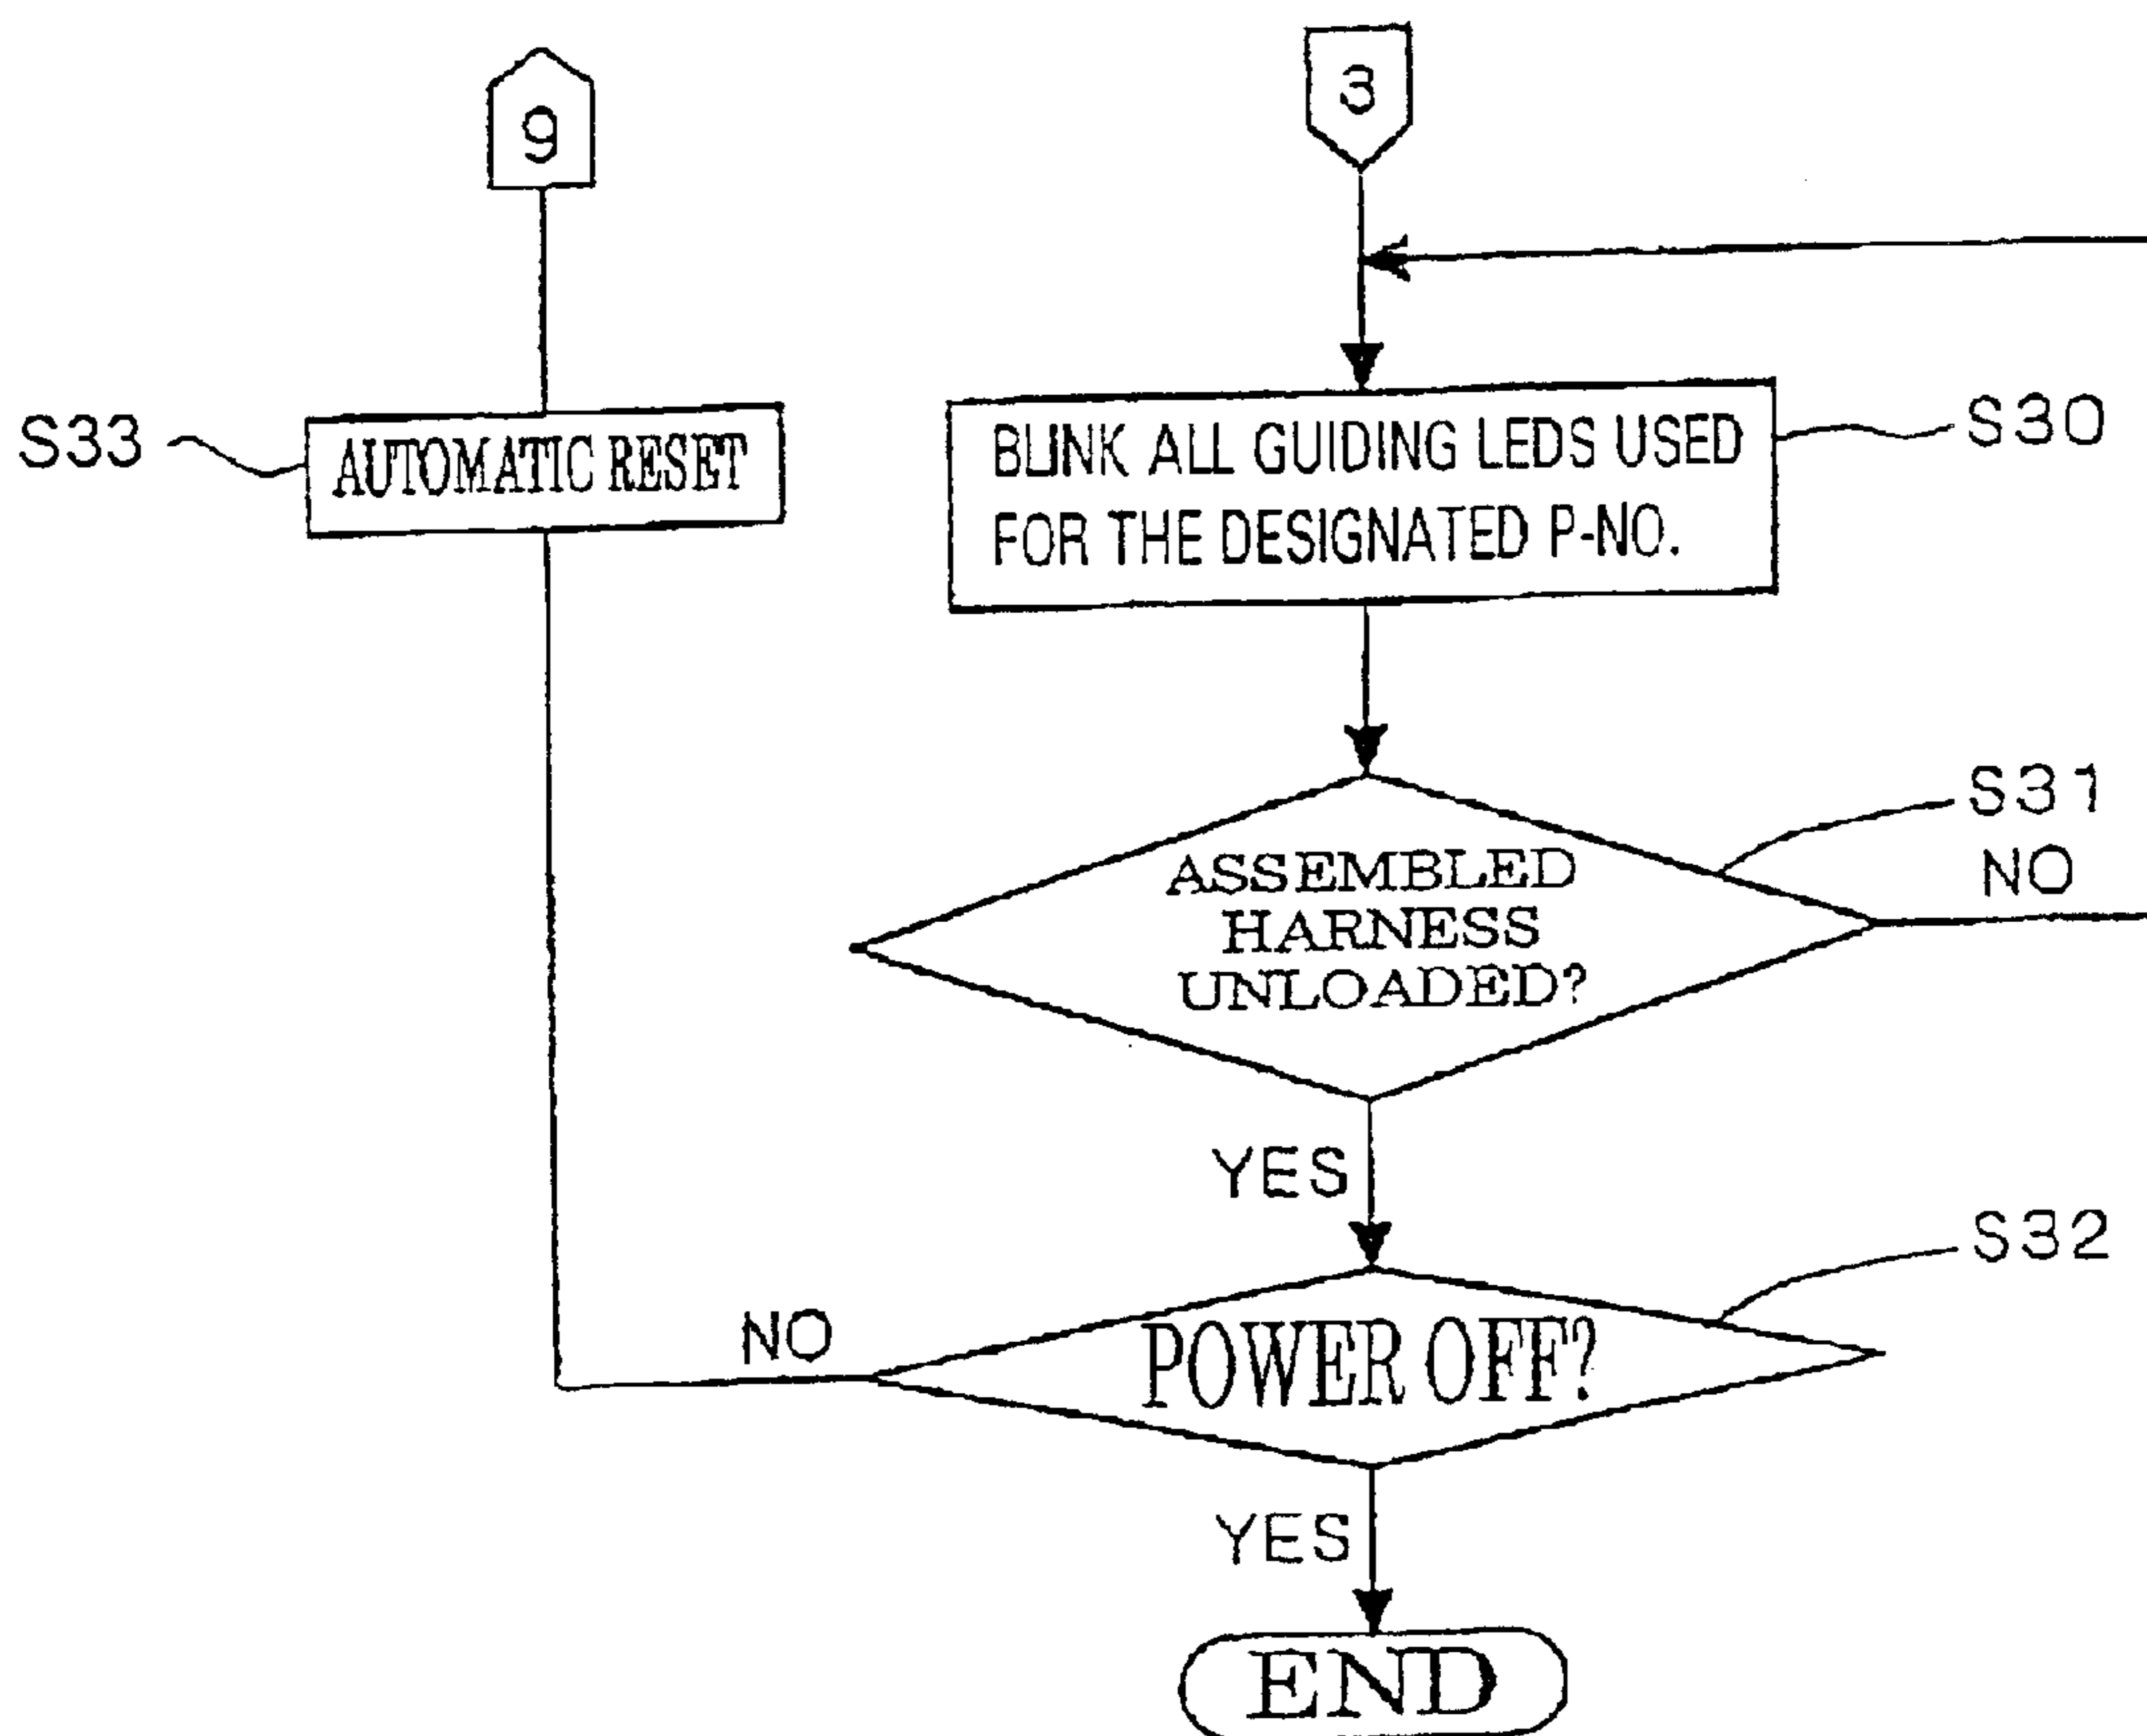 9
3
S33
AUTOMATIC RESET
BLINK ALL GUIDING LEDS USED
FOR THE DESIGNATED P-NO.
S30
S31
NO
ASSEMBLED
HARNESS
UNLOADED?
YES
S32
NO
POWER OFF?
YES
END